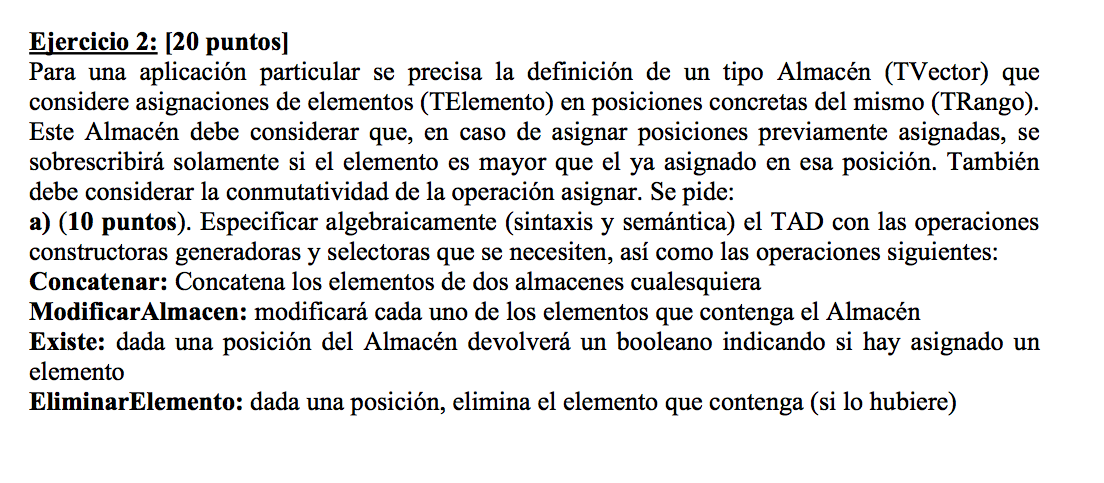 Ejercicio 2: [20 puntos]
Para una aplicación particular se precisa la definición de un tipo Almacén (TVector) que
considere asignaciones de elementos (TElemento) en posiciones concretas del mismo (TRango).
Este Almacén debe considerar que, en caso de asignar posiciones previamente asignadas, se
sobrescribirá solamente si el elemento es mayor que el ya asignado en esa posición. También
debe considerar la conmutatividad de la operación asignar. Se pide:
a) (10 puntos). Especificar algebraicamente (sintaxis y semántica) el TAD con las operaciones
constructoras generadoras y selectoras que se necesiten, así como las operaciones siguientes:
Concatenar: Concatena los elementos de dos almacenes cualesquiera
ModificarAlmacen: modificará cada uno de los elementos que contenga el Almacén
Existe: dada una posición del Almacén devolverá un booleano indicando si hay asignado un
elemento
EliminarElemento: dada una posición, elimina el elemento que contenga (si lo hubiere)